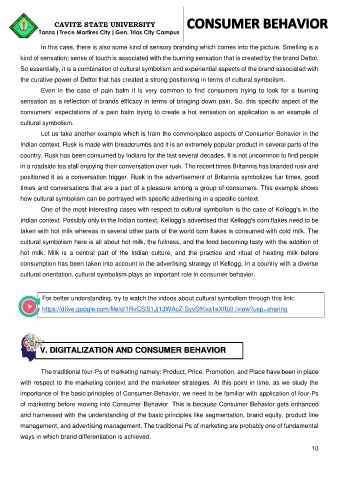 CAVITE STATE UNIVERSITY
Tanza | Trece Martires City | Gen. Trias City Campus
CONSUMER BEHAVIOR
In this case, there is also some kind of sensory branding which comes into the picture. Smelling is a
kind of sensation; sense of touch is associated with the burning sensation that is created by the brand Dettol.
So essentially, it is a combination of cultural symbolism and experiential aspects of the brand associated with
the curative power of Dettol that has created a strong positioning in terms of cultural symbolism.
Even in the case of pain balm it is very common to find consumers trying to look for a burning
sensation as a reflection of brands efficacy in terms of bringing down pain. So, this specific aspect of the
consumers' expectations of a pain balm trying to create a hot sensation on application is an example of
cultural symbolism.
Let us take another example which is from the commonplace aspects of Consumer Behavior in the
Indian context. Rusk is made with breadcrumbs and it is an extremely popular product in several parts of the
country. Rusk has been consumed by Indians for the last several decades. It is not uncommon to find people
in a roadside tea stall enjoying their conversation over rusk. The recent times Britannia has branded rusk and
positioned it as a conversation trigger. Rusk in the advertisement of Britannia symbolizes fun times, good
times and conversations that are a part of a pleasure among a group of consumers. This example shows
how cultural symbolism can be portrayed with specific advertising in a specific context.
One of the most interesting cases with respect to cultural symbolism is the case of Kellogg's in the
Indian context. Possibly only in the Indian context, Kellogg's advertised that Kellogg's corn flakes need to be
taken with hot milk whereas in several other parts of the world corn flakes is consumed with cold milk. The
cultural symbolism here is all about hot milk, the fullness, and the food becoming tasty with the addition of
hot milk. Milk is a central part of the Indian culture, and the practice and ritual of heating milk before
consumption has been taken into account in the advertising strategy of Kellogg. In a country with a diverse
cultural orientation, cultural symbolism plays an important role in consumer behavior.
For better understanding, try to watch the videos about cultural symbolism through this link:
V. DIGITALIZATION AND CONSUMER BEHAVIOR
The traditional four-Ps of marketing namely: Product, Price, Promotion, and Place have been in place
with respect to the marketing context and the marketeer strategies. At this point in time, as we study the
importance of the basic principles of Consumer Behavior, we need to be familiar with application of four-Ps
of marketing before moving into Consumer Behavior. This is because Consumer Behavior gets enhanced
and harnessed with the understanding of the basic principles like segmentation, brand equity, product line
management, and advertising management. The traditional Ps of marketing are probably one of fundamental
ways in which brand differentiation is achieved.
10